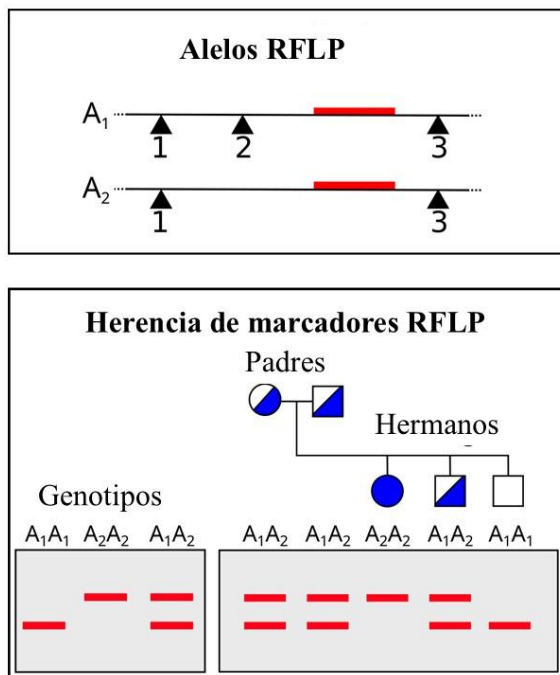 Alelos RFLP
A₁
1 2 3
A₂
1 3
Herencia de marcadores RFLP
Padres
Hermanos
Genotipos
A₁A₁ A₂A₂ A₁A₂ A₁A₂ A₁A₂ A₂A₂ A₁A₂ A₁A₁